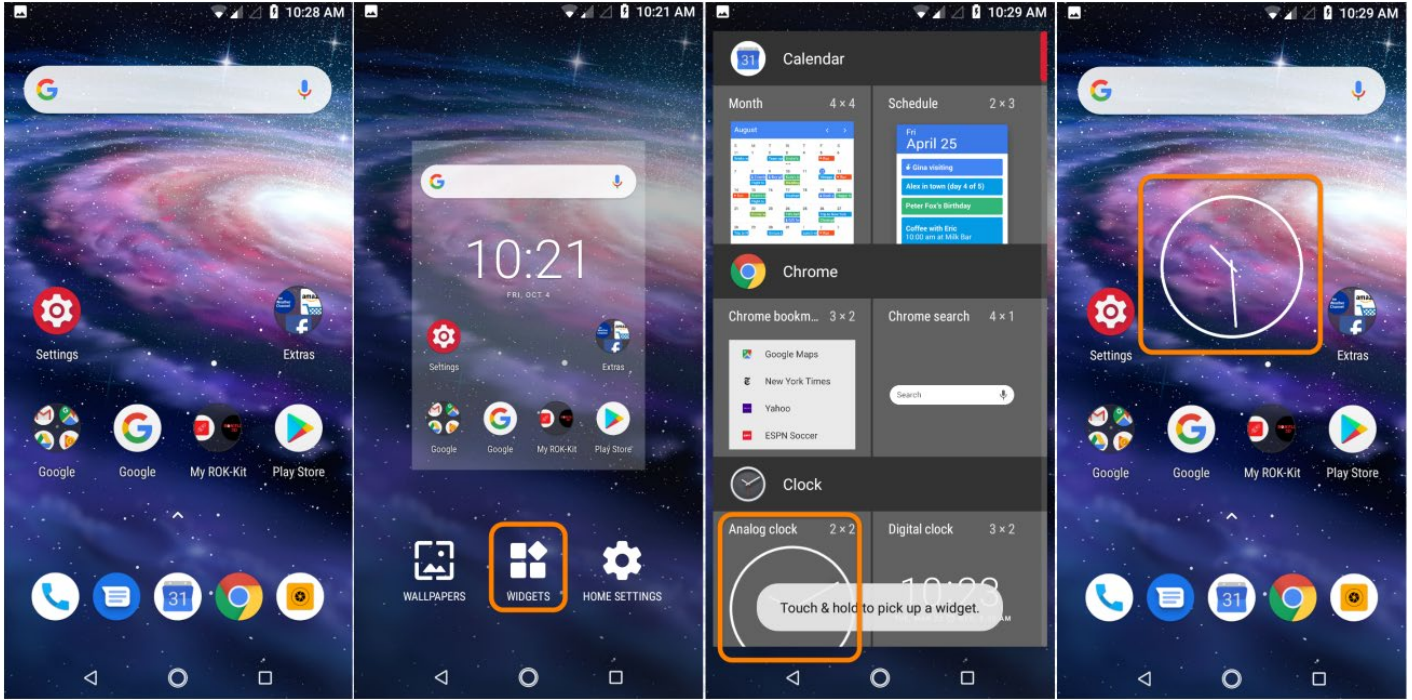 10:28 AM
Settings
Extras
Google
Google
My ROK-Kit
Play Store
31
10:21 AM
10:21
FRI, OCT 4
Settings
Extras
Google
Google
My ROK-Kit
Play Store
WALLPAPERS
WIDGETS
HOME SETTINGS
10:29 AM
31
Calendar
Month 4 × 4
Schedule 2 × 3
August
Fri
April 25
Gina visiting
Alex in town (day 4 of 5)
Peter Fox's Birthday
Coffee with Eric
10:00 am at Milk Bar
Chrome
Chrome bookm... 3 × 2
Chrome search 4 × 1
Google Maps
New York Times
Yahoo
ESPN Soccer
Search
Clock
Analog clock 2 × 2
Digital clock 3 × 2
10:23
Touch & hold to pick up a widget.
10:29 AM
Settings
Extras
Google
Google
My ROK-Kit
Play Store
31